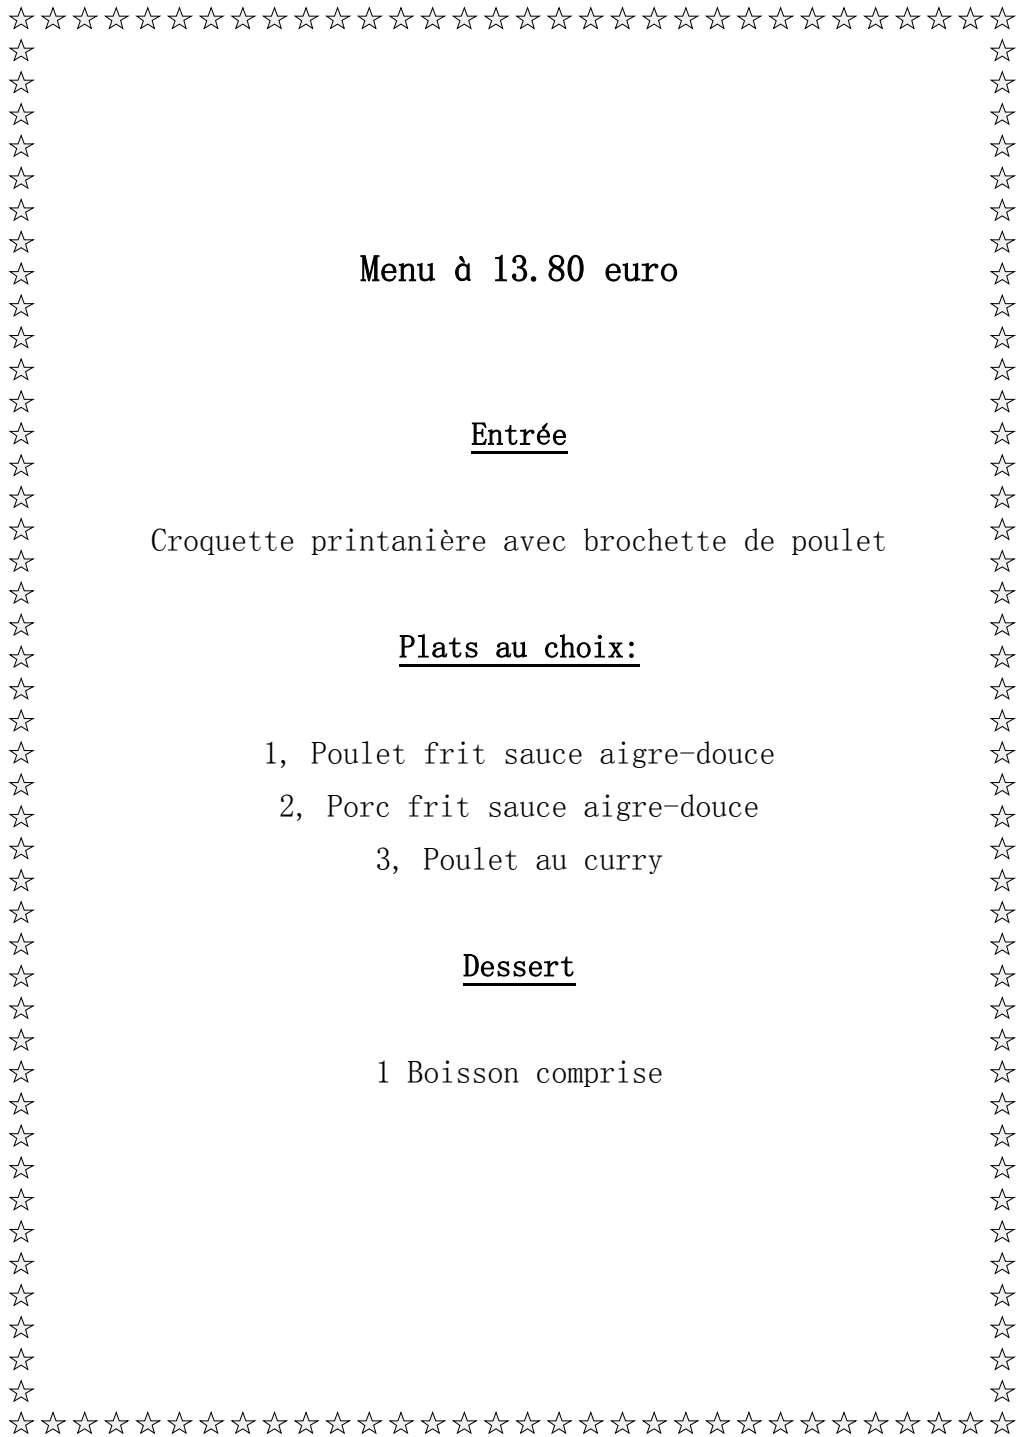 Menu à 13.80 euro
Entrée
Croquette printanière avec brochette de poulet
Plats au choix:
1, Poulet frit sauce aigre-douce
2, Porc frit sauce aigre-douce
3, Poulet au curry
Dessert
1 Boisson comprise